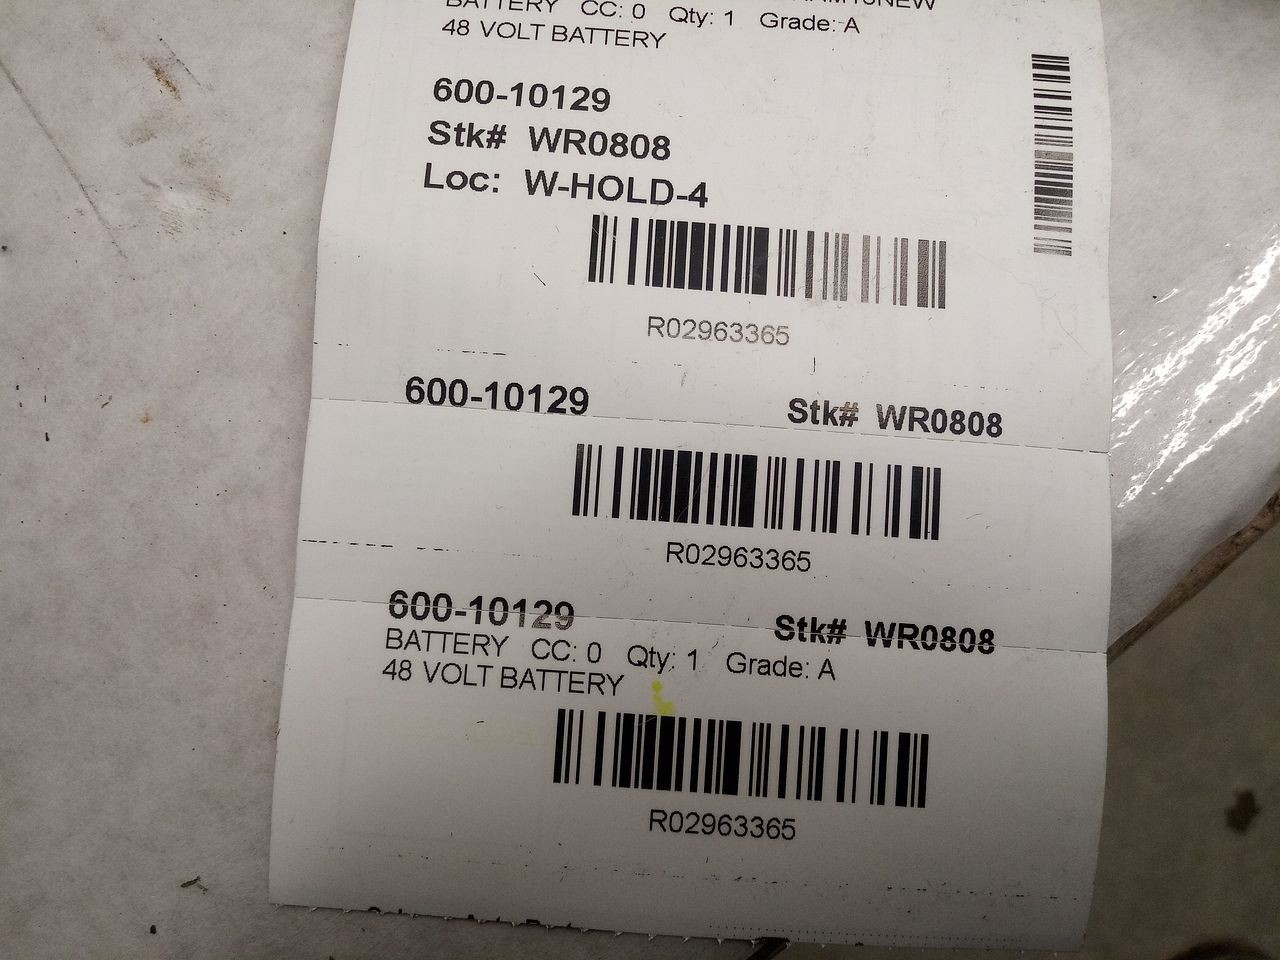 BATTERY CC: 0 Qty: 1 Grade: A
48 VOLT BATTERY
600-10129
Stk# WR0808
Loc: W-HOLD-4
R02963365
600-10129 Stk# WR0808
R02963365
600-10129 Stk# WR0808
BATTERY CC: 0 Qty: 1 Grade: A
48 VOLT BATTERY
R02963365